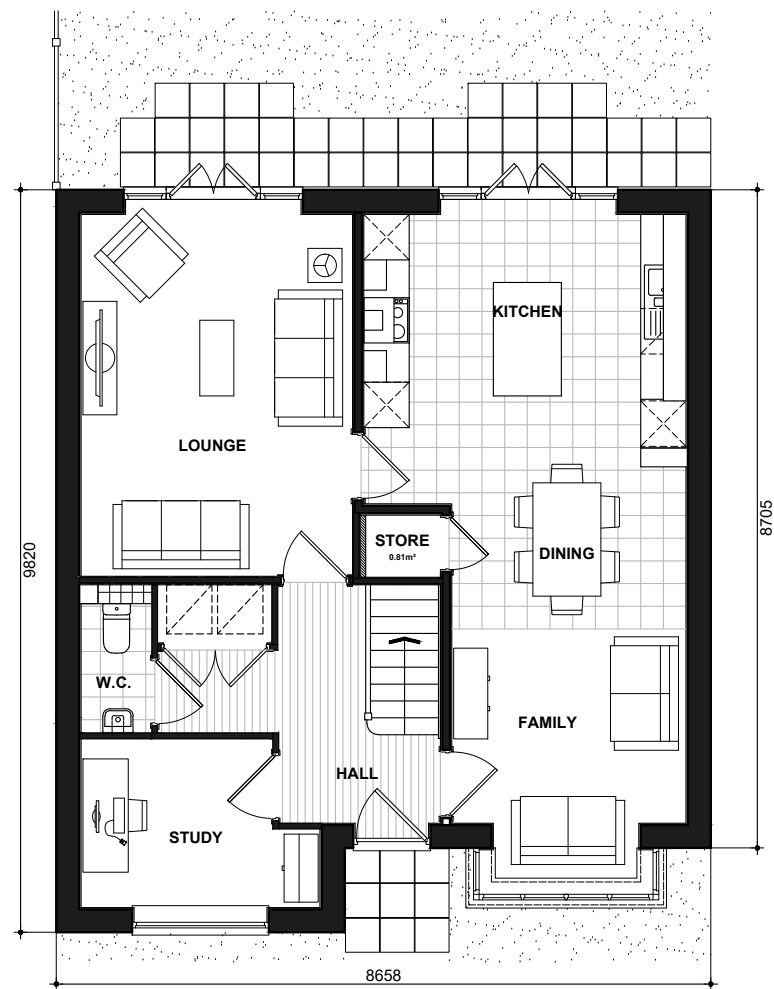 KITCHEN
LOUNGE
STORE
0.81m²
DINING
9820
8705
W.C.
FAMILY
HALL
STUDY
8658